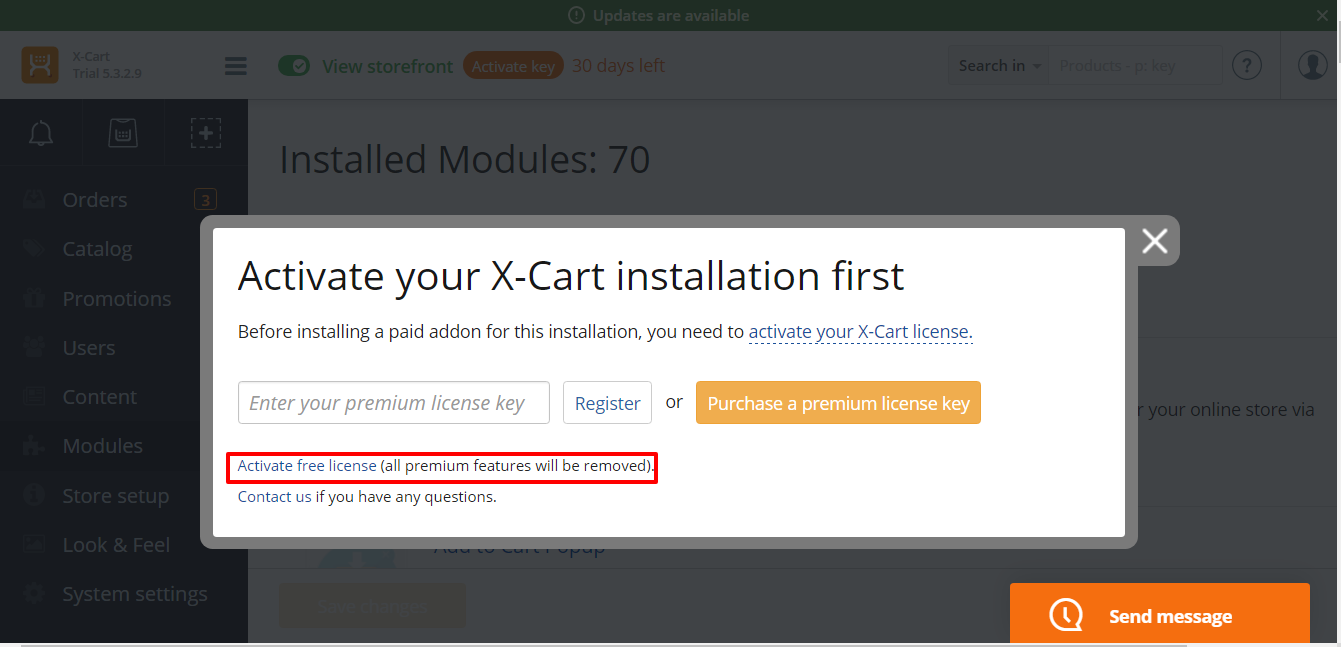 Updates are available
X-Cart
Trial 5.3.2.9
View storefront Activate key 30 days left
Search in Products - p: key
?
Installed Modules: 70
Orders 3
Catalog
Promotions
Users
Content
Modules
Store setup
Look & Feel
System settings
Activate your X-Cart installation first
Before installing a paid addon for this installation, you need to activate your X-Cart license.
Enter your premium license key Register or Purchase a premium license key
Activate free license (all premium features will be removed).
Contact us if you have any questions.
your online store via
Add to Cart Popup
Save changes
Send message